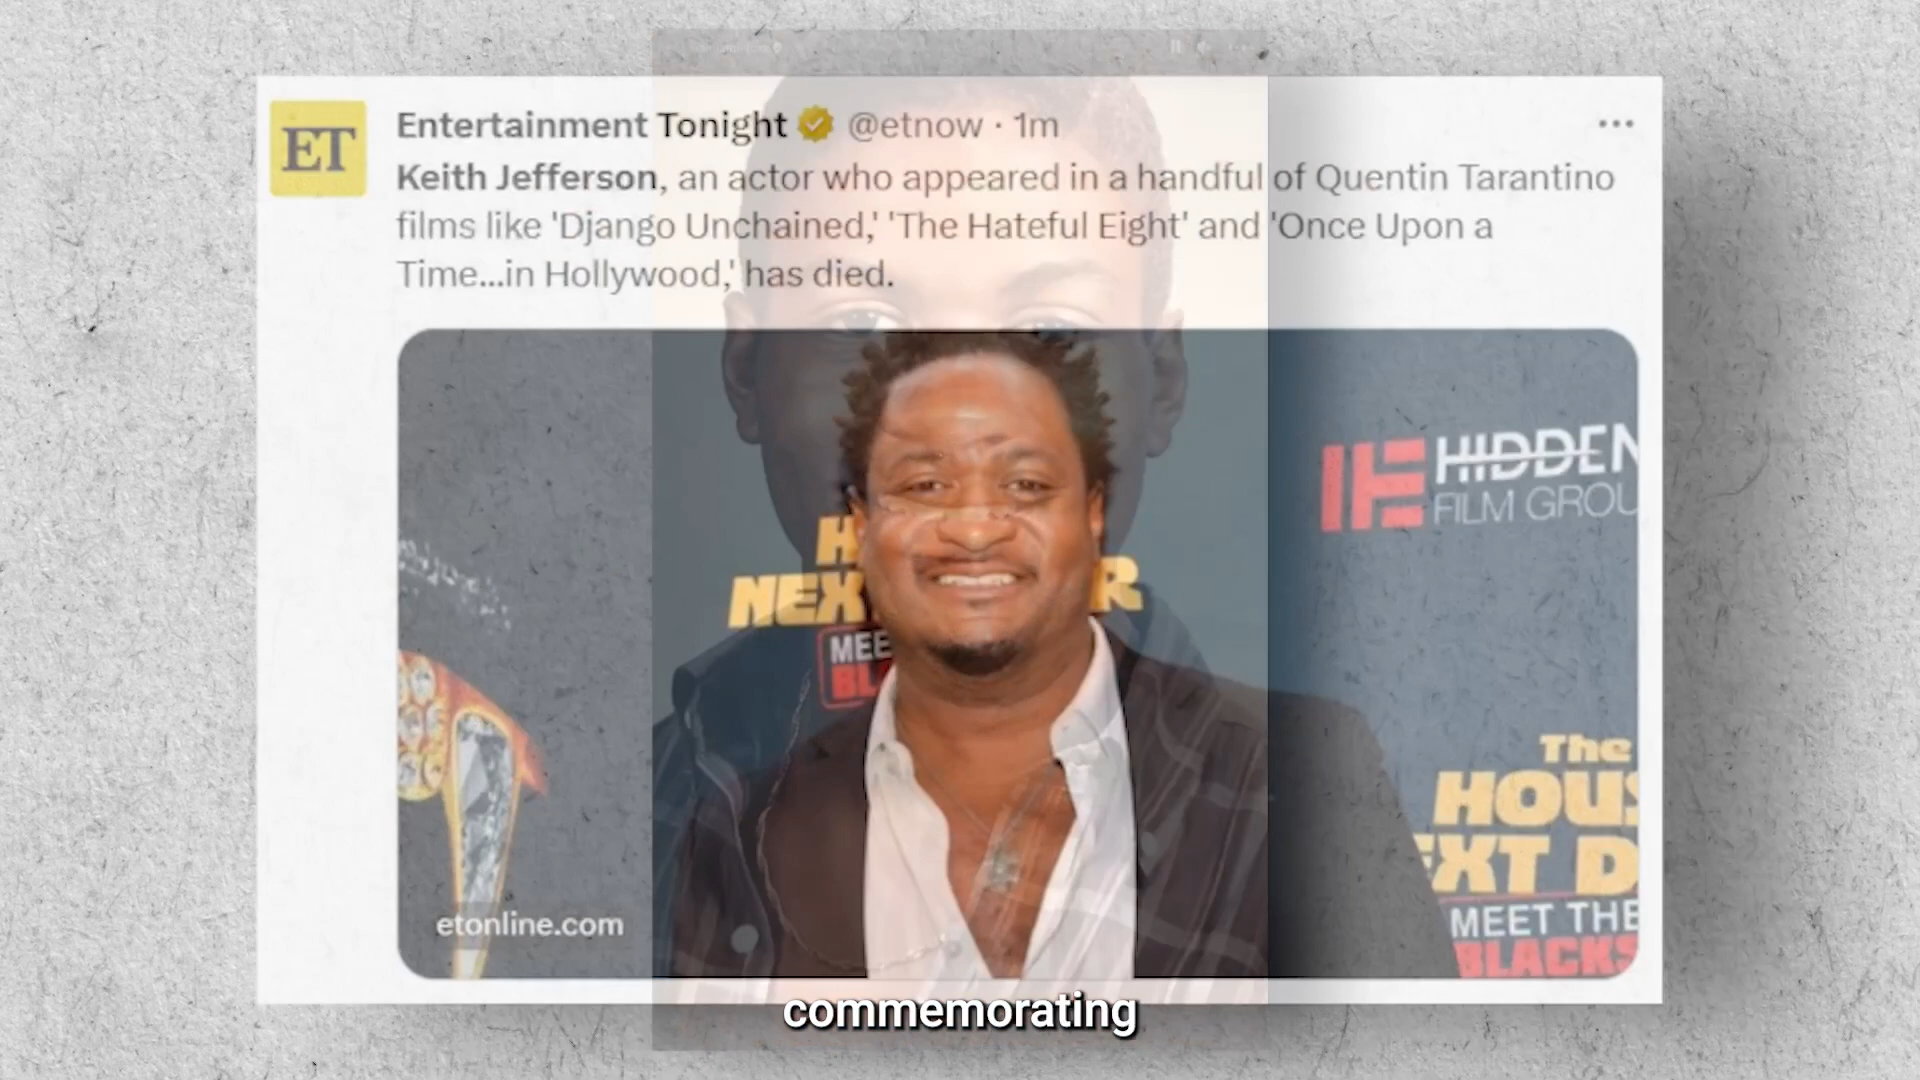 ET
Entertainment Tonight @etnow · 1m
Keith Jefferson, an actor who appeared in a handful of Quentin Tarantino
films like 'Django Unchained,' 'The Hateful Eight' and 'Once Upon a
Time...in Hollywood,' has died.
HIDDEN
FILM GROU
H
NEX R
MEE
BL
The
HOUS
EXT D
MEET THE
BLACKS
etonline.com
commemorating